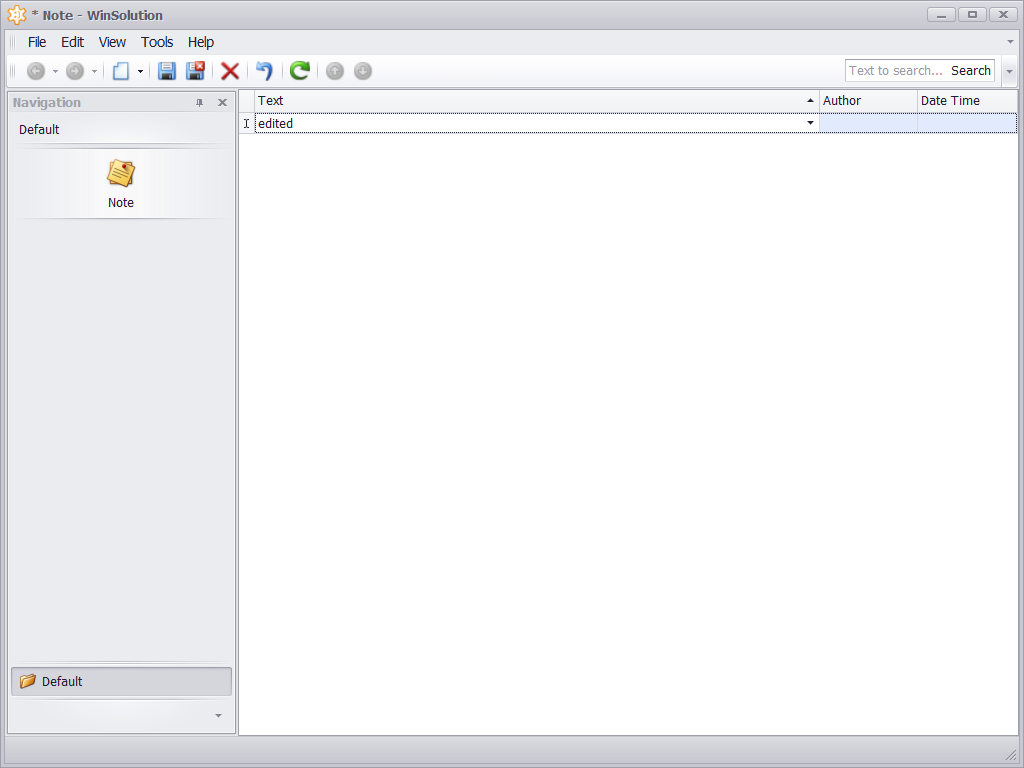 * Note - WinSolution
File Edit View Tools Help
Text to search... Search
Navigation
Default
Note
Default
Text Author Date Time
edited